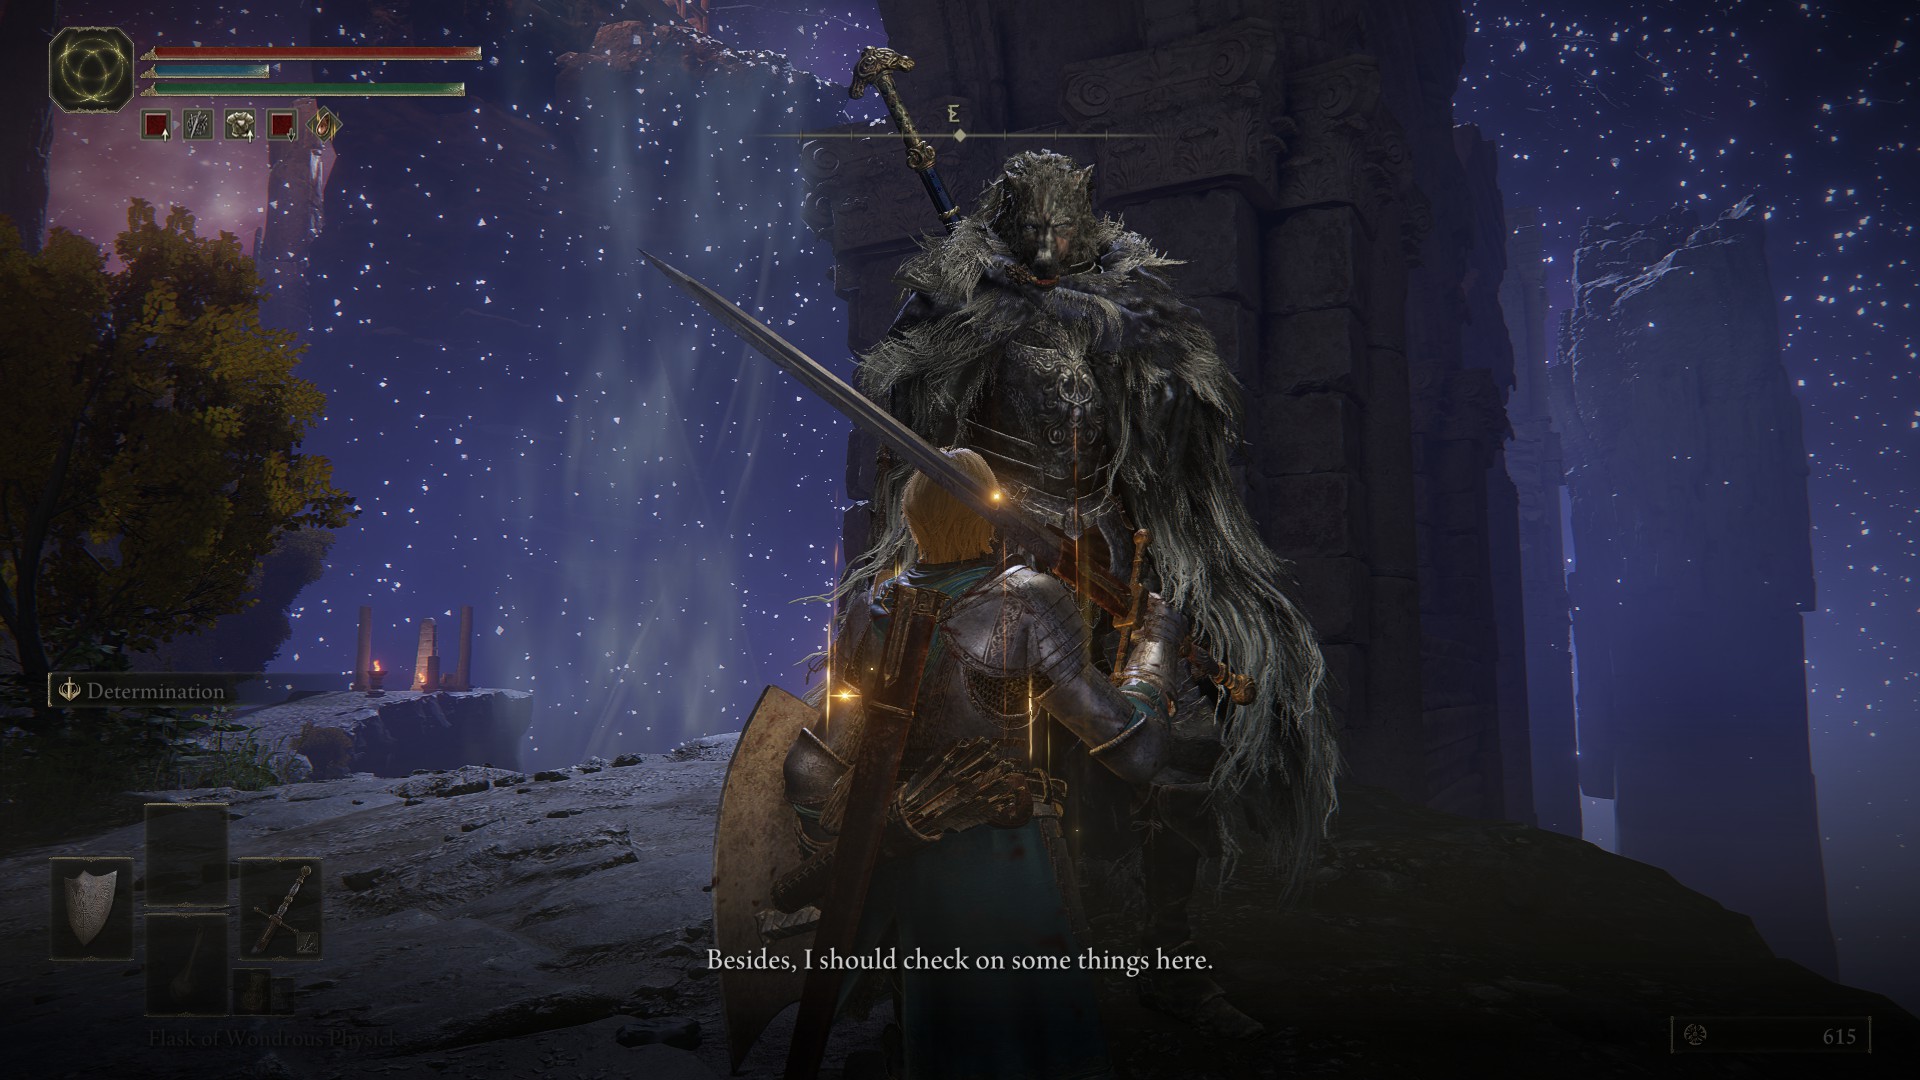 E
Determination
Besides, I should check on some things here.
Flask of Wondrous Physick
615